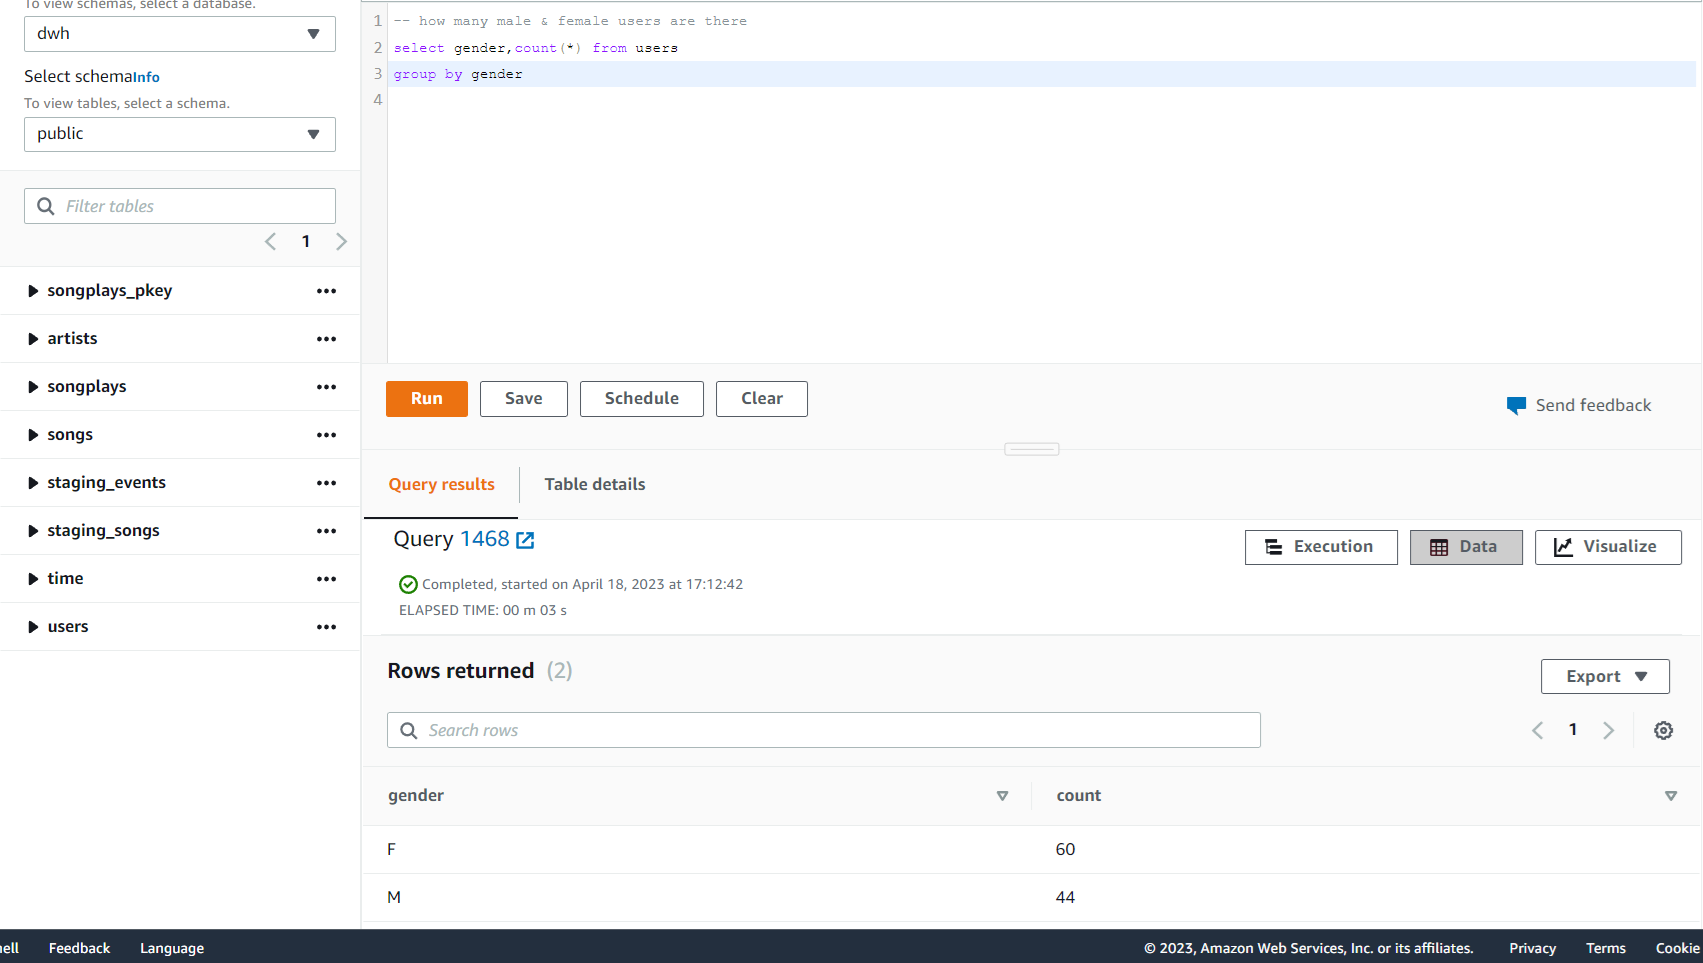 To view schemas, select a database.
dwh
Select schema Info
To view tables, select a schema.
public
Filter tables
1
songplays_pkey
artists
songplays
songs
staging_events
staging_songs
time
users
1 -- how many male & female users are there
2 select gender,count(*) from users
3 group by gender
4
Run Save Schedule Clear
Send feedback
Query results Table details
Query 1468
Execution Data Visualize
Completed, started on April 18, 2023 at 17:12:42
ELAPSED TIME: 00 m 03 s
Rows returned (2)
Export
Search rows
1
gender count
F 60
M 44
Feedback Language © 2023, Amazon Web Services, Inc. or its affiliates. Privacy Terms Cookie